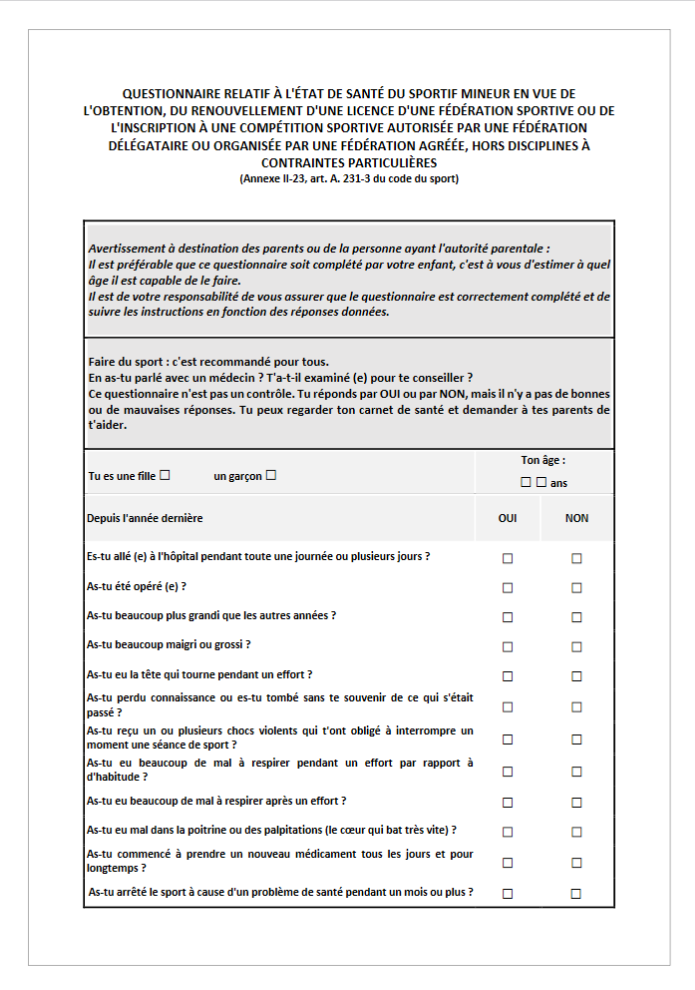 QUESTIONNAIRE RELATIF À L'ÉTAT DE SANTÉ DU SPORTIF MINEUR EN VUE DE
L'OBTENTION, DU RENOUVELLEMENT D'UNE LICENCE D'UNE FÉDÉRATION SPORTIVE OU DE
L'INSCRIPTION À UNE COMPÉTITION SPORTIVE AUTORISÉE PAR UNE FÉDÉRATION
DÉLÉGATAIRE OU ORGANISÉE PAR UNE FÉDÉRATION AGRÉÉE, HORS DISCIPLINES À
CONTRAINTES PARTICULIÈRES
(Annexe II-23, art. A. 231-3 du code du sport)
Avertissement à destination des parents ou de la personne ayant l'autorité parentale :
Il est préférable que ce questionnaire soit complété par votre enfant, c'est à vous d'estimer à quel
âge il est capable de le faire.
Il est de votre responsabilité de vous assurer que le questionnaire est correctement complété et de
suivre les instructions en fonction des réponses données.
Faire du sport : c'est recommandé pour tous.
En as-tu parlé avec un médecin ? T'a-t-il examiné (e) pour te conseiller ?
Ce questionnaire n'est pas un contrôle. Tu réponds par OUI ou par NON, mais il n'y a pas de bonnes
ou de mauvaises réponses. Tu peux regarder ton carnet de santé et demander à tes parents de
t'aider.
Tu es une fille ☐ un garçon ☐
Ton âge :
☐ ☐ ans
Depuis l'année dernière OUI NON
Es-tu allé (e) à l'hôpital pendant toute une journée ou plusieurs jours ? ☐ ☐
As-tu été opéré (e) ? ☐ ☐
As-tu beaucoup plus grandi que les autres années ? ☐ ☐
As-tu beaucoup maigri ou grossi ? ☐ ☐
As-tu eu la tête qui tourne pendant un effort ? ☐ ☐
As-tu perdu connaissance ou es-tu tombé sans te souvenir de ce qui s'était
passé ? ☐ ☐
As-tu reçu un ou plusieurs chocs violents qui t'ont obligé à interrompre un
moment une séance de sport ? ☐ ☐
As-tu eu beaucoup de mal à respirer pendant un effort par rapport à
d'habitude ? ☐ ☐
As-tu eu beaucoup de mal à respirer après un effort ? ☐ ☐
As-tu eu mal dans la poitrine ou des palpitations (le cœur qui bat très vite) ? ☐ ☐
As-tu commencé à prendre un nouveau médicament tous les jours et pour
longtemps ? ☐ ☐
As-tu arrêté le sport à cause d'un problème de santé pendant un mois ou plus ? ☐ ☐